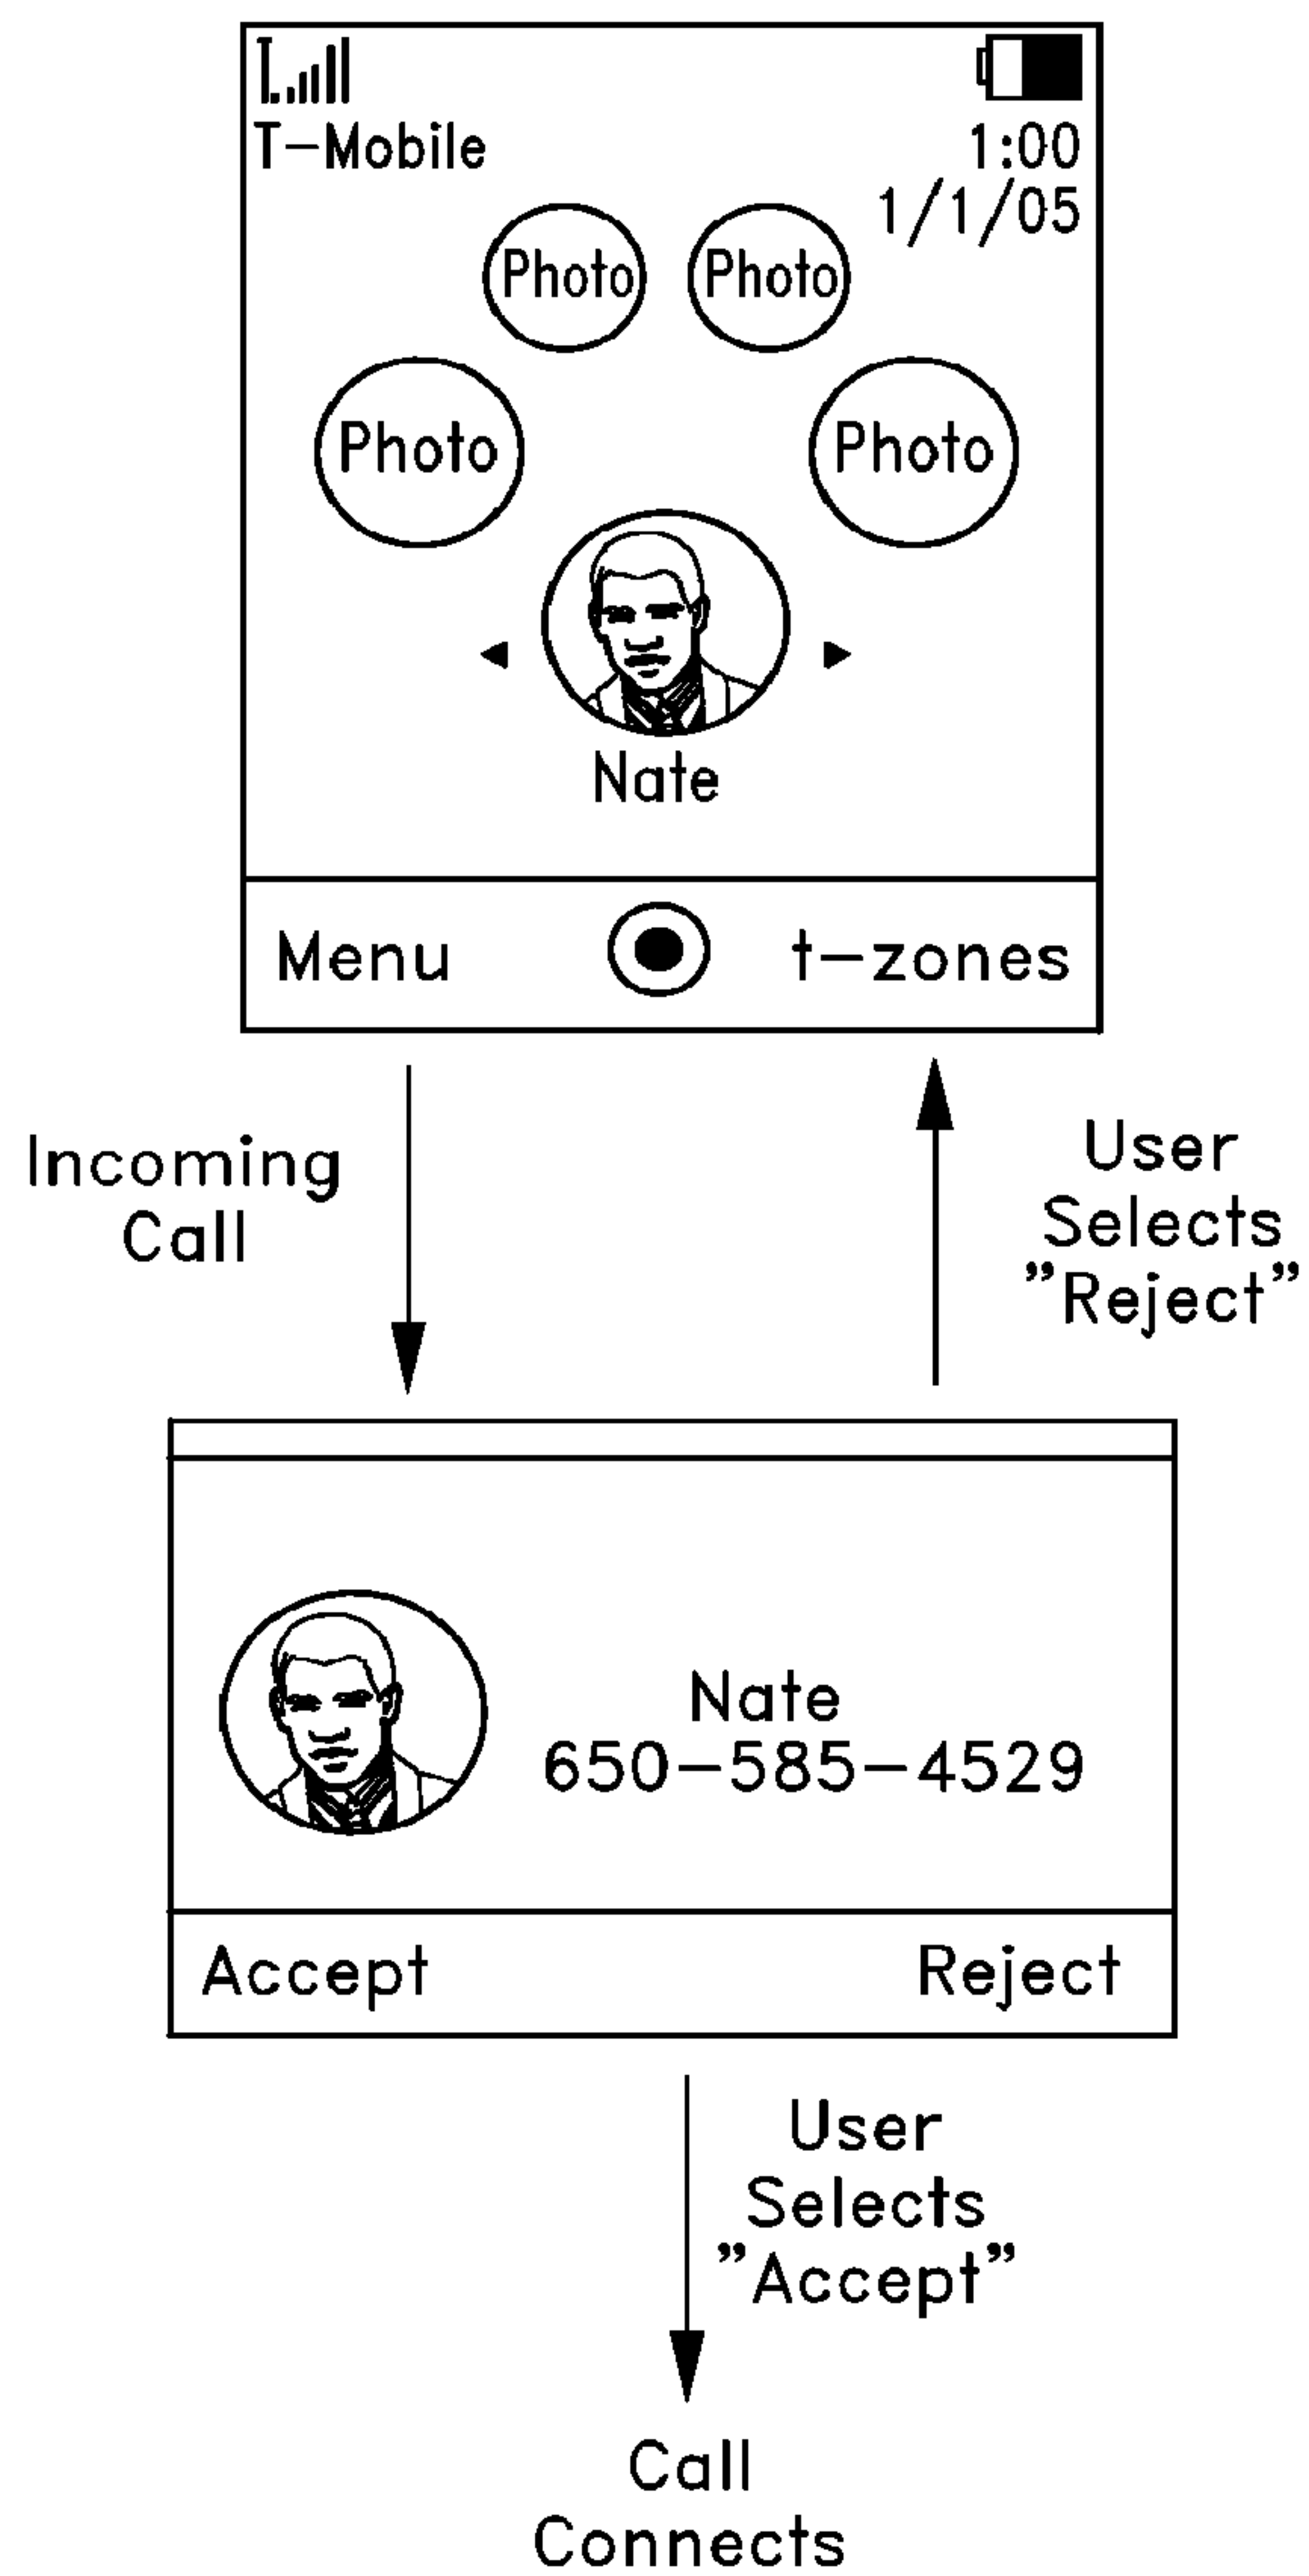 T-Mobile
1:00
1/1/05
Photo Photo
Photo Photo
Nate
Menu t-zones
Incoming
Call
User
Selects
”Reject”
Nate
650-585-4529
Accept Reject
User
Selects
”Accept”
Call
Connects